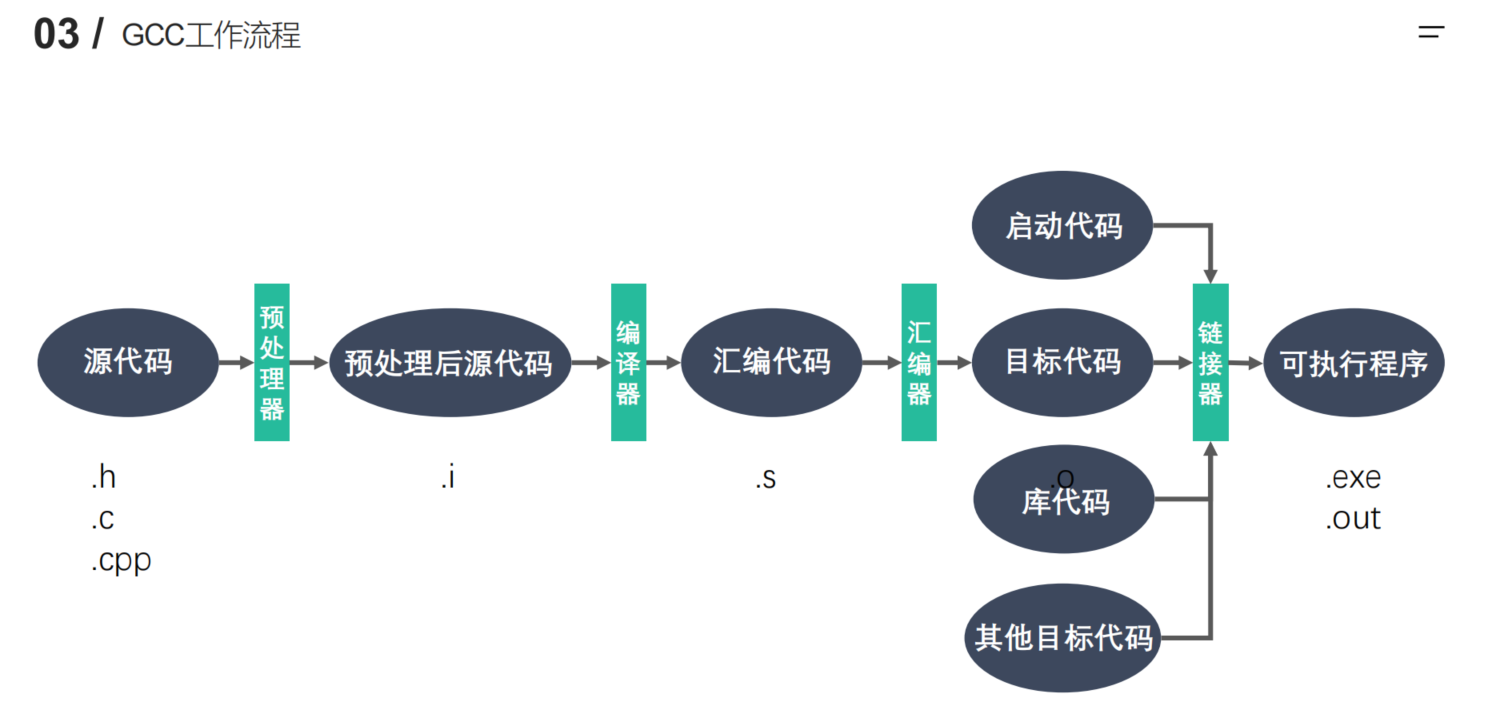 03 / GCC工作流程
启动代码
源代码
预处理器
预处理后源代码
编译器
汇编代码
汇编器
目标代码
链接器
可执行程序
.h
.c
.cpp
.i
.s
.o
库代码
.exe
.out
其他目标代码